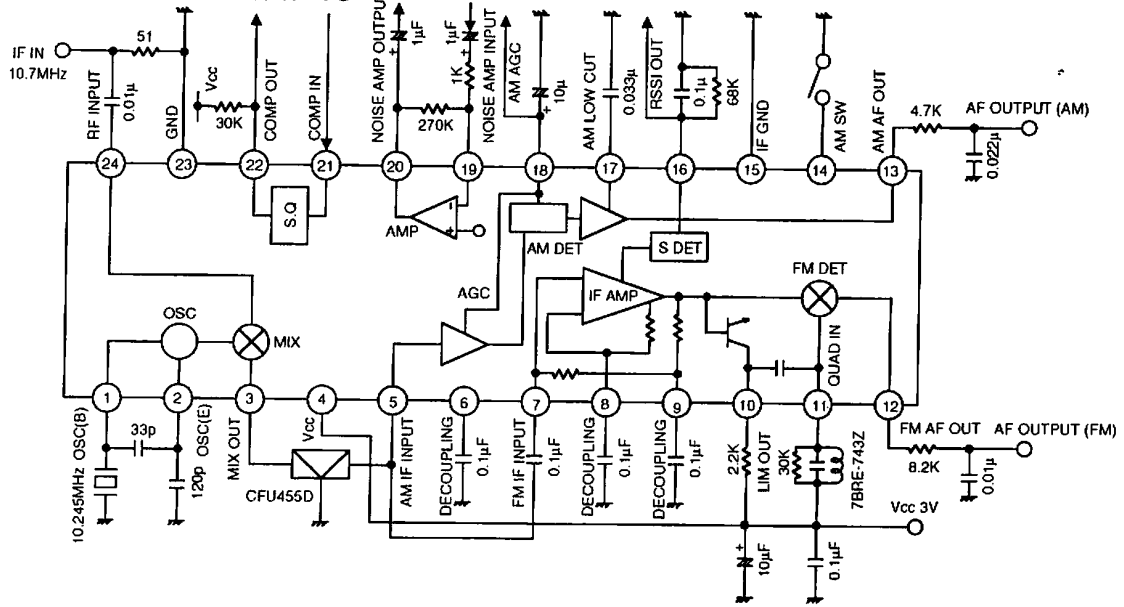 IF IN
10.7MHz
51
RF INPUT
0.01µ
GND
Vcc
30K
COMP OUT
COMP IN
NOISE AMP OUTPUT
+
1µF
270K
1µF
+
1K
NOISE AMP INPUT
AM AGC
+
10µ
AM LOW CUT
0.033µ
RSSI OUT
0.1µ
68K
IF GND
AM SW
AM AF OUT
4.7K
AF OUTPUT (AM)
0.022µ
24
23
22
21
20
19
18
17
16
15
14
13
S.Q
AMP
-
+
AM DET
S DET
AGC
IF AMP
FM DET
OSC
MIX
QUAD IN
1
2
3
4
5
6
7
8
9
10
11
12
10.245MHz
OSC(B)
33p
OSC(E)
120p
MIX OUT
CFU455D
Vcc
AM IF INPUT
DECOUPLING
0.1µF
FM IF INPUT
0.1µF
DECOUPLING
0.1µF
DECOUPLING
0.1µF
2.2K
LIM OUT
30K
7BRE-743Z
FM AF OUT
8.2K
AF OUTPUT (FM)
0.01µ
Vcc 3V
+
10µF
0.1µF